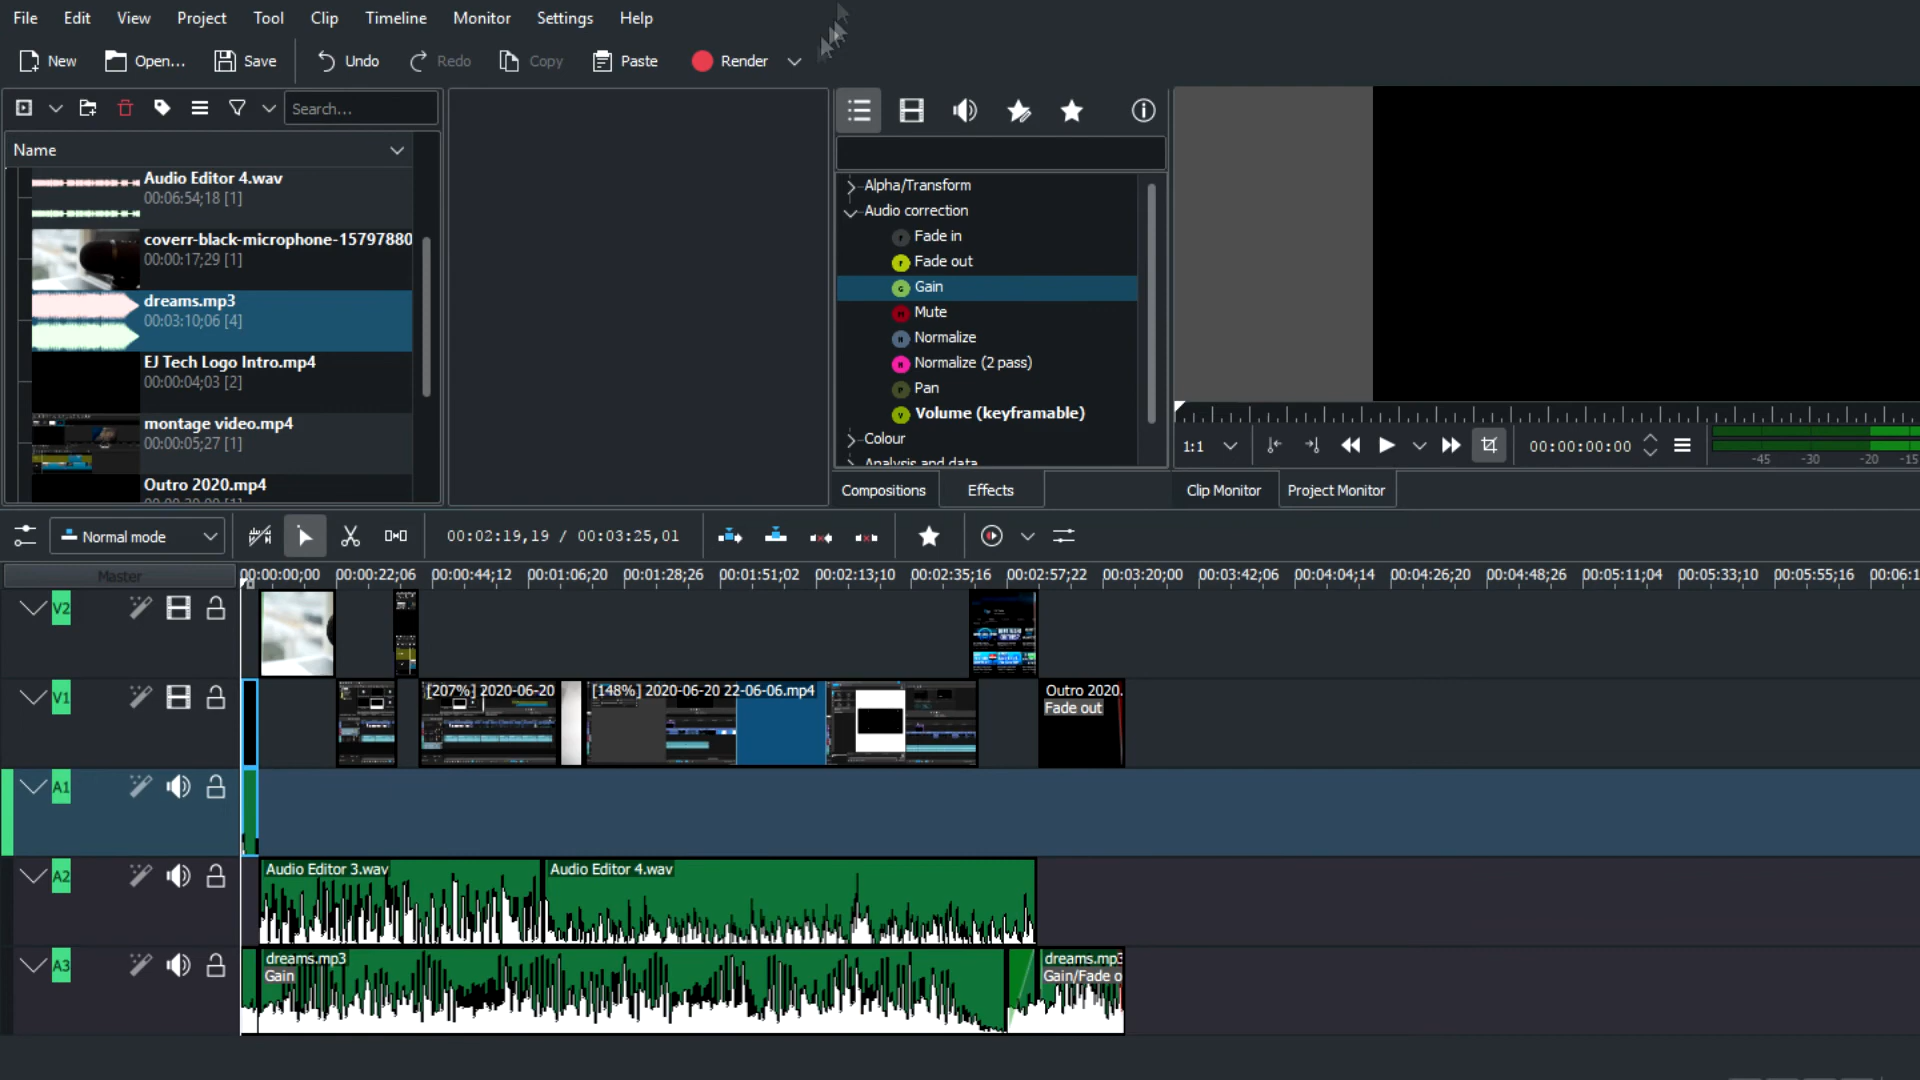 File Edit View Project Tool Clip Timeline Monitor Settings Help
New Open... Save Undo Redo Copy Paste Render
Search...
Name
Audio Editor 4.wav
00:06:54;18 [1]
coverr-black-microphone-15797880
00:00:17;29 [1]
dreams.mp3
00:03:10;06 [4]
EJ Tech Logo Intro.mp4
00:00:04;03 [2]
montage video.mp4
00:00:05;27 [1]
Outro 2020.mp4
Alpha/Transform
Audio correction
Fade in
Fade out
Gain
Mute
Normalize
Normalize (2 pass)
Pan
Volume (keyframable)
Colour
Analysis and data
Compositions Effects
1:1 00:00:00:00 -45 -30 -20 -15
Clip Monitor Project Monitor
Normal mode 00:02:19,19 / 00:03:25,01
Master 00:00:00;00 00:00:22;06 00:00:44;12 00:01:06;20 00:01:28;26 00:01:51;02 00:02:13;10 00:02:35;16 00:02:57;22 00:03:20;00 00:03:42;06 00:04:04;14 00:04:26;20 00:04:48;26 00:05:11;04 00:05:33;10 00:05:55;16 00:06:1
V2
V1 [207%] 2020-06-20 [148%] 2020-06-20 22-06-06.mp4 Outro 2020.
Fade out
A1
A2 Audio Editor 3.wav Audio Editor 4.wav
A3 dreams.mp3 dreams.mp3
Gain Gain/Fade o